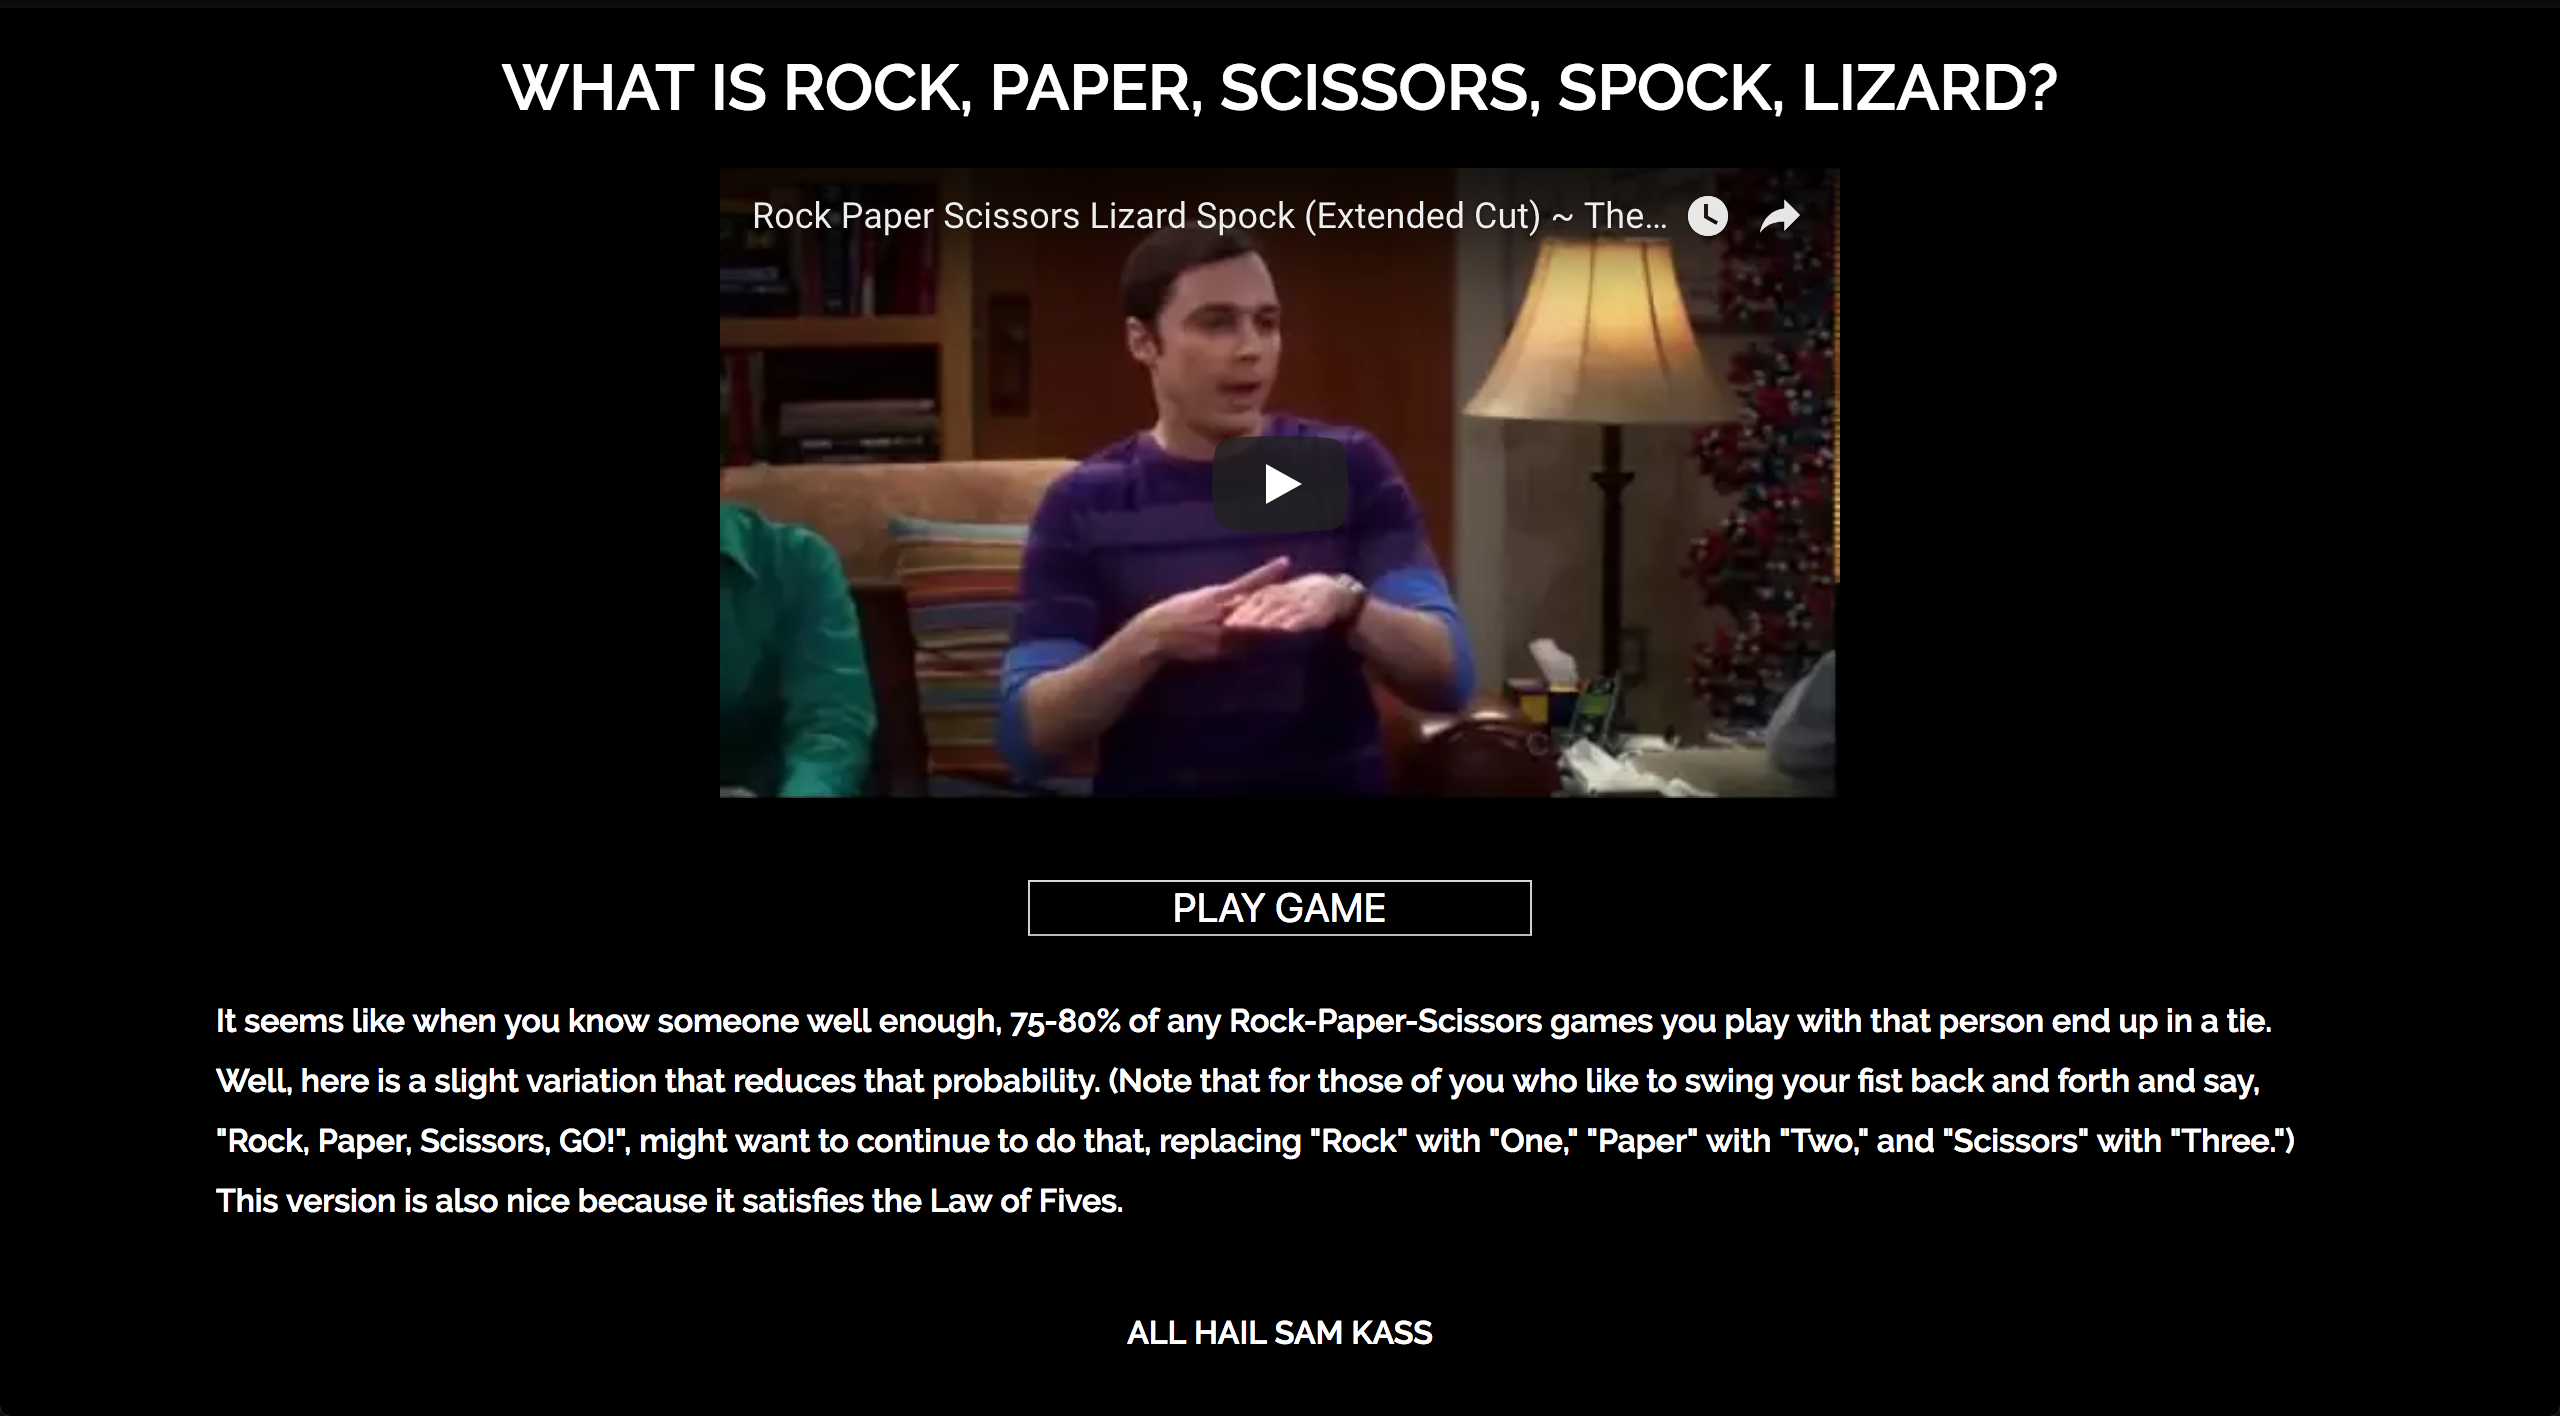 WHAT IS ROCK, PAPER, SCISSORS, SPOCK, LIZARD?
Rock Paper Scissors Lizard Spock (Extended Cut) ~ The...
PLAY GAME
It seems like when you know someone well enough, 75-80% of any Rock-Paper-Scissors games you play with that person end up in a tie.
Well, here is a slight variation that reduces that probability. (Note that for those of you who like to swing your fist back and forth and say,
"Rock, Paper, Scissors, GO!", might want to continue to do that, replacing "Rock" with "One," "Paper" with "Two," and "Scissors" with "Three.")
This version is also nice because it satisfies the Law of Fives.
ALL HAIL SAM KASS